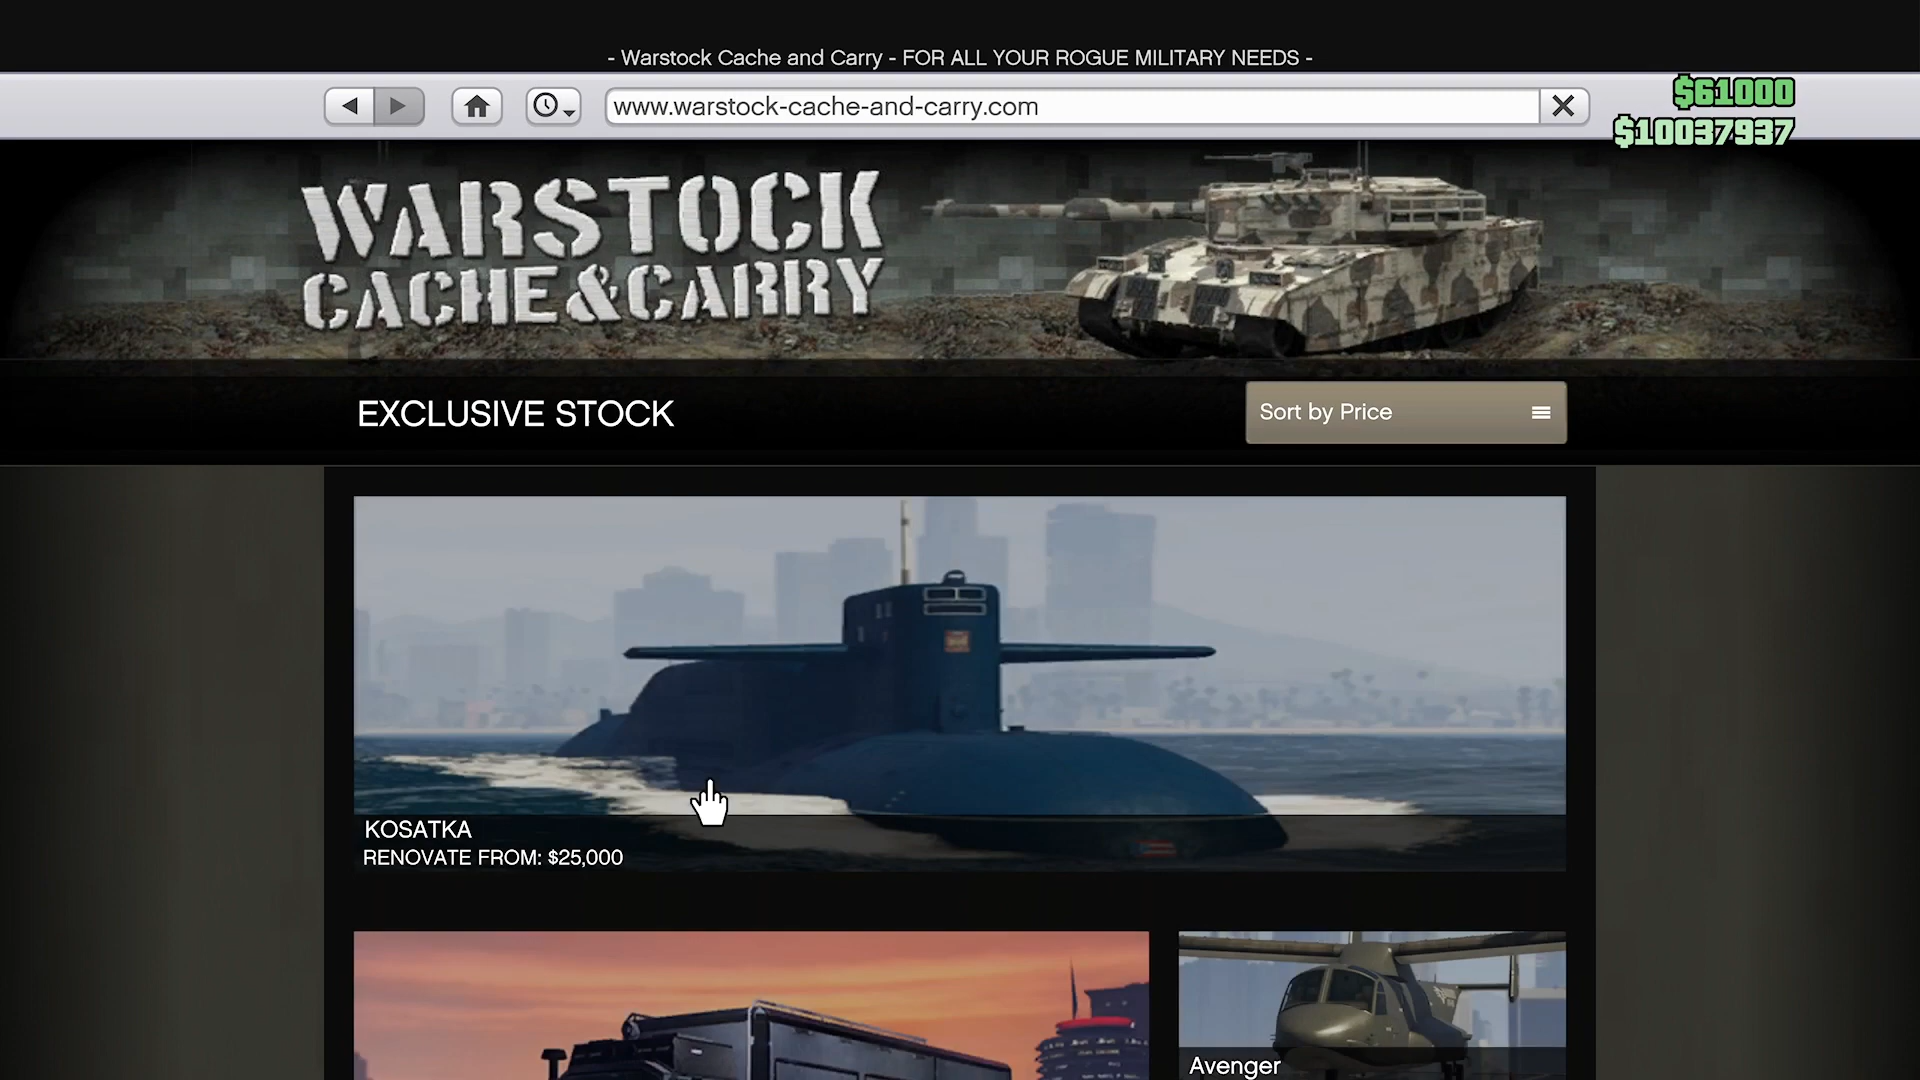 - Warstock Cache and Carry - FOR ALL YOUR ROGUE MILITARY NEEDS -
www.warstock-cache-and-carry.com
$61000
$10037937
WARSTOCK
CACHE&CARRY
EXCLUSIVE STOCK
Sort by Price
KOSATKA
RENOVATE FROM: $25,000
Avenger